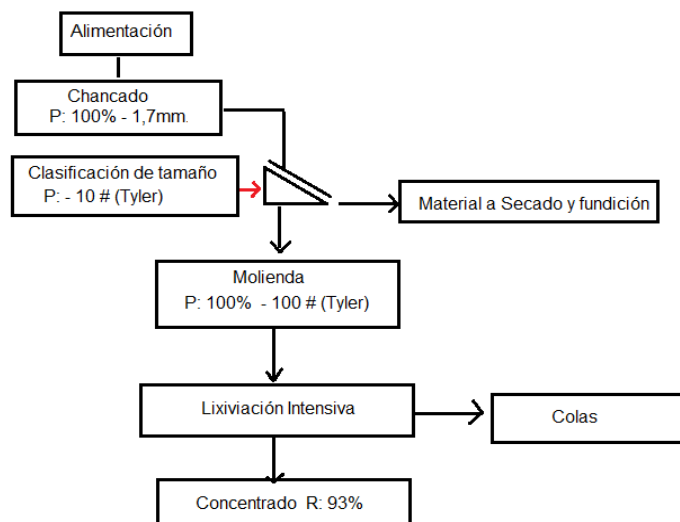 Alimentación
Chancado
P: 100% - 1,7mm.
Clasificación de tamaño
P: - 10 # (Tyler)
Material a Secado y fundición
Molienda
P: 100% - 100 # (Tyler)
Lixiviación Intensiva
Colas
Concentrado R: 93%